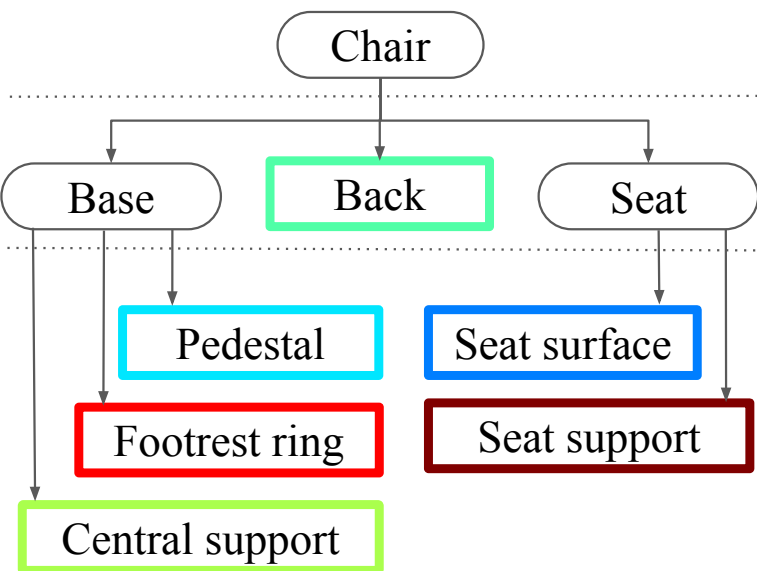 Chair
Base
Back
Seat
Pedestal
Seat surface
Footrest ring
Seat support
Central support